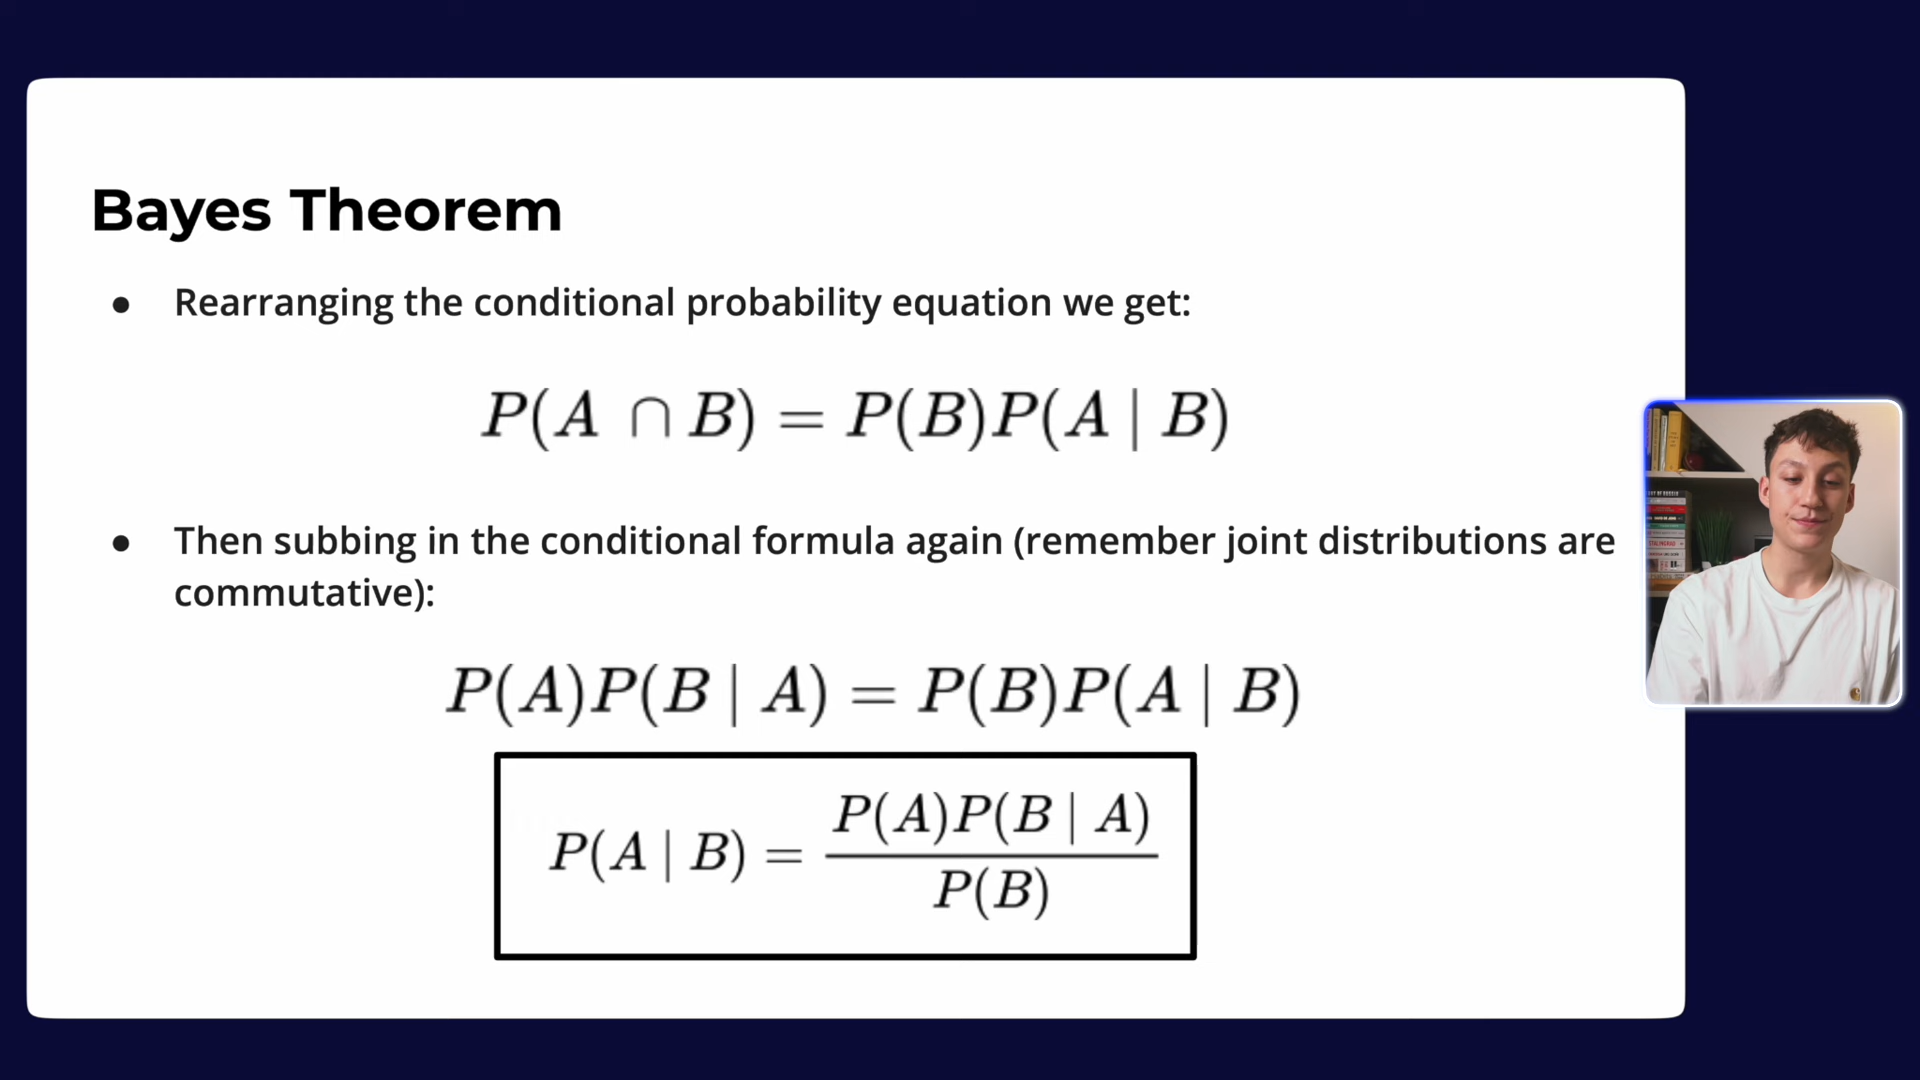 Bayes Theorem
● Rearranging the conditional probability equation we get:
P(A ∩ B) = P(B)P(A | B)
● Then subbing in the conditional formula again (remember joint distributions are
commutative):
P(A)P(B | A) = P(B)P(A | B)
P(A | B) = P(A)P(B | A) / P(B)